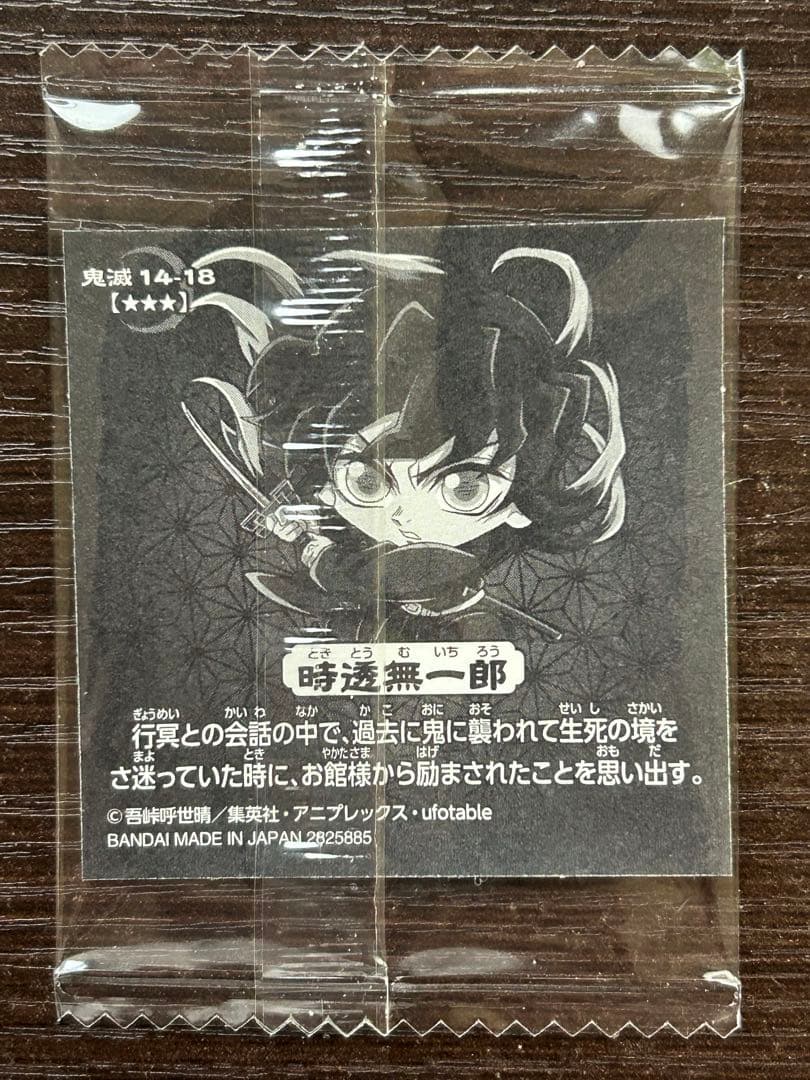 鬼滅 14-18
【★★★】
ときとうむいちろう
時透無一郎
ぎょうめい かいわ なか かこ おに おそ せいし さかい
行冥との会話の中で、過去に鬼に襲われて生死の境を
まよ とき やかたさま はげ おも だ
さ迷っていた時に、お館様から励まされたことを思い出す。
©吾峠呼世晴／集英社・アニプレックス・ufotable
BANDAI MADE IN JAPAN 2825885